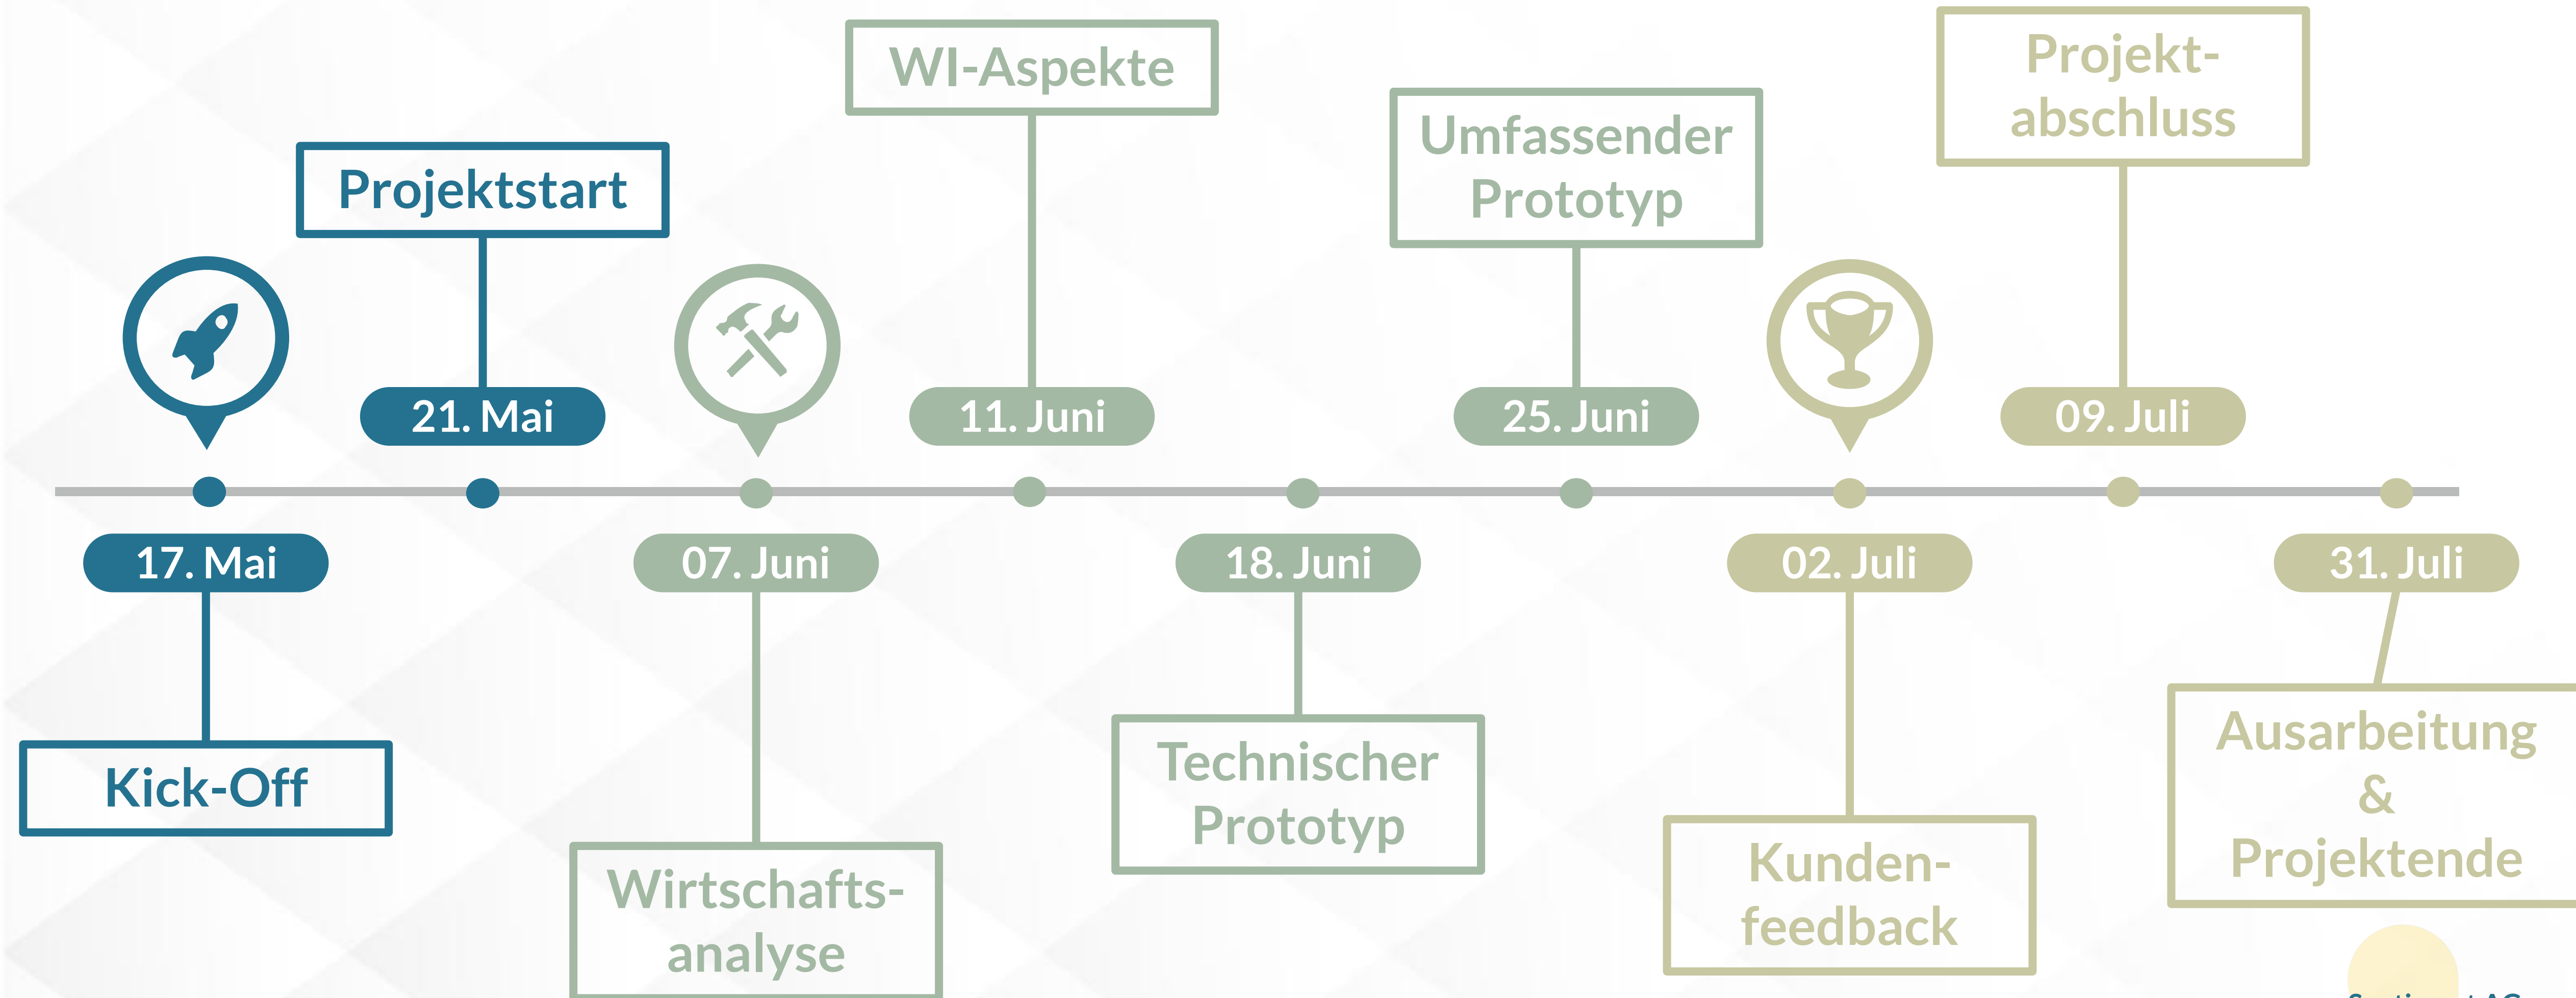 WI-Aspekte
Projekt-
abschluss
Umfassender
Prototyp
Projektstart
21. Mai
11. Juni
25. Juni
09. Juli
17. Mai
07. Juni
18. Juni
02. Juli
31. Juli
Kick-Off
Technischer
Prototyp
Ausarbeitung
&
Projektende
Wirtschafts-
analyse
Kunden-
feedback